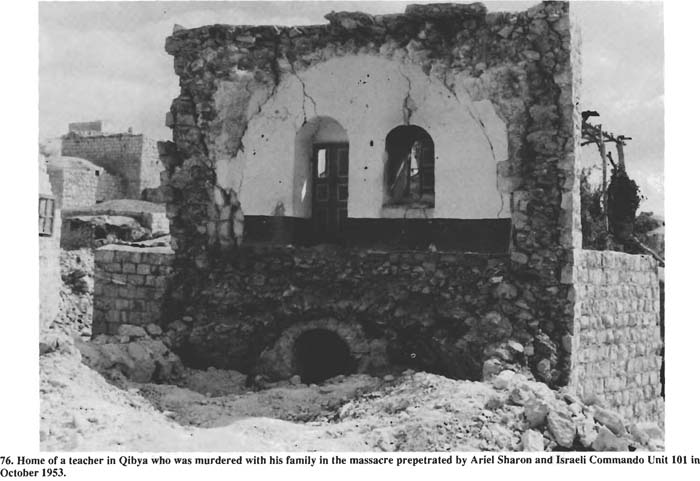 76. Home of a teacher in Qibya who was murdered with his family in the massacre prepetrated by Ariel Sharon and Israeli Commando Unit 101 in
October 1953.